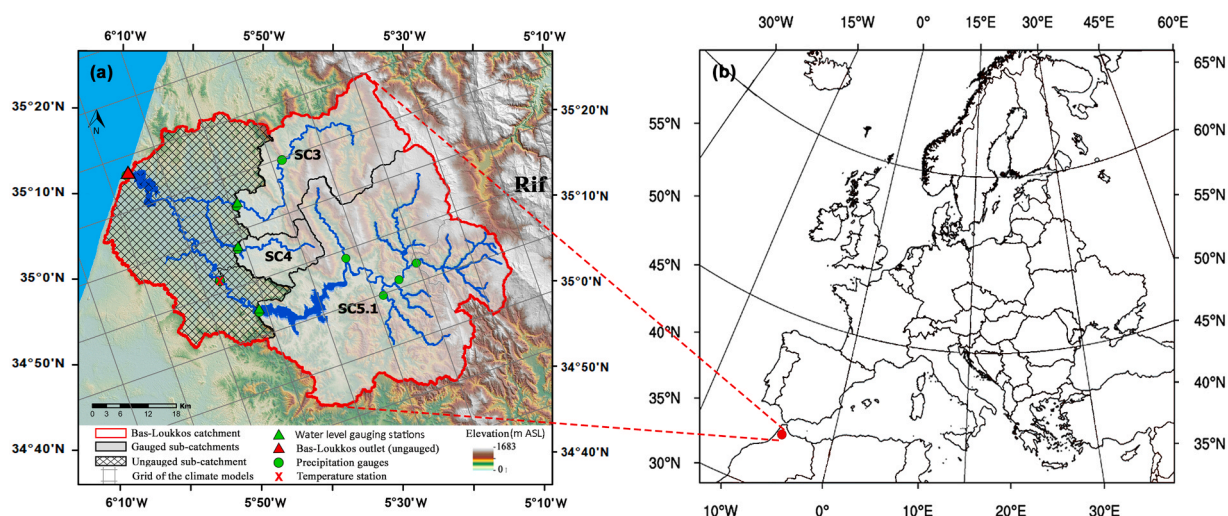 6°10'W 5°50'W 5°30'W 5°10'W
(a)
35°20'N 35°20'N
N
SC3
35°10'N 35°10'N
Rif
SC4
35°0'N 35°0'N
SC5.1
34°50'N 34°50'N
0 3 6 12 18
Km
34°40'N 34°40'N
Bas-Loukkos catchment
Gauged sub-catchments
Ungauged sub-catchment
Grid of the climate models
Water level gauging stations
Bas-Loukkos outlet (ungauged)
Precipitation gauges
Temperature station
Elevation(m ASL)
-1683
-0
6°10'W 5°50'W 5°30'W 5°10'W
30°W 15°W 0° 15°E 30°E 45°E 60°E
(b)
65°N
55°N
60°N
50°N
55°N
45°N
50°N
45°N
40°N
40°N
35°N
35°N
30°N
10°W 0° 10°E 20°E 30°E